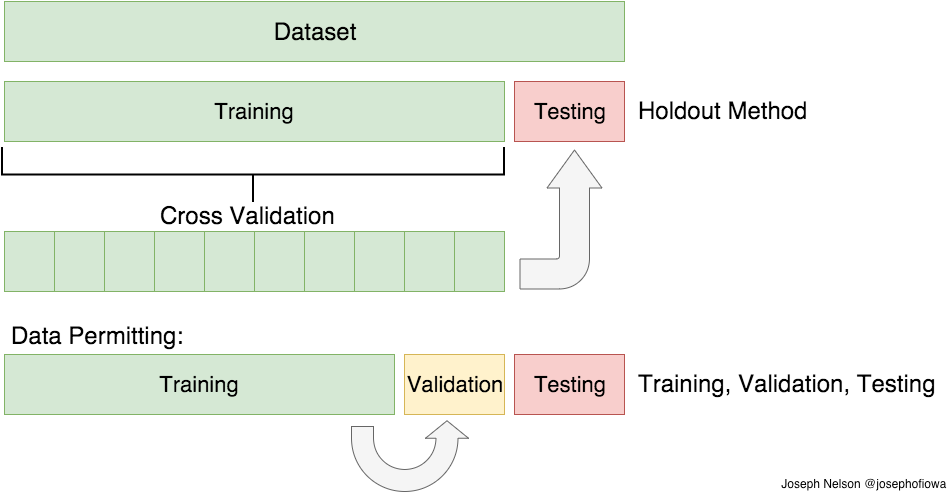 Dataset
Training
Testing
Holdout Method
Cross Validation
Data Permitting:
Training
Validation
Testing
Training, Validation, Testing
Joseph Nelson @josephofiowa